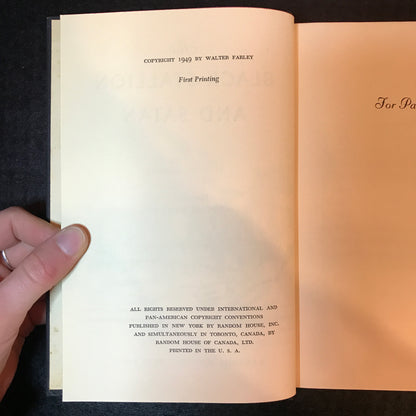 COPYRIGHT 1949 BY WALTER FARLEY
First Printing
ALL RIGHTS RESERVED UNDER INTERNATIONAL AND
PAN-AMERICAN COPYRIGHT CONVENTIONS
PUBLISHED IN NEW YORK BY RANDOM HOUSE, INC.
AND SIMULTANEOUSLY IN TORONTO, CANADA, BY
RANDOM HOUSE OF CANADA, LTD.
PRINTED IN THE U. S. A.
For Pa